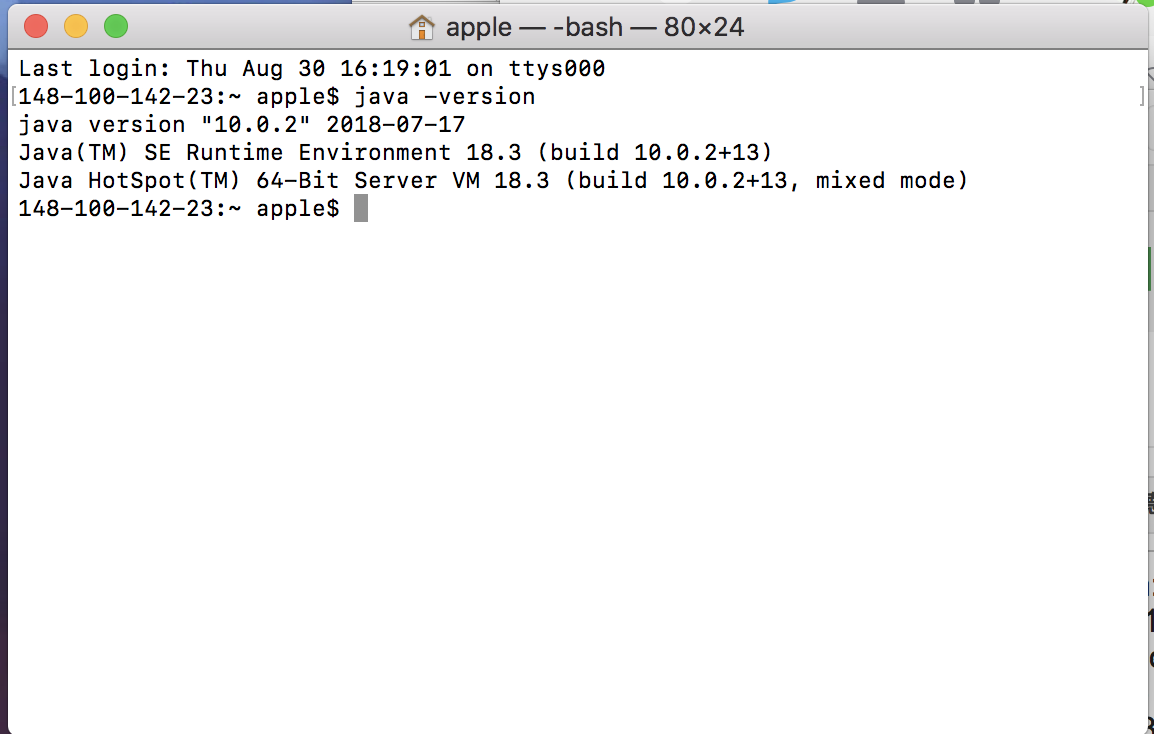 apple — -bash — 80×24
Last login: Thu Aug 30 16:19:01 on ttys000
[148-100-142-23:~ apple$ java -version ]
java version "10.0.2" 2018-07-17
Java(TM) SE Runtime Environment 18.3 (build 10.0.2+13)
Java HotSpot(TM) 64-Bit Server VM 18.3 (build 10.0.2+13, mixed mode)
148-100-142-23:~ apple$